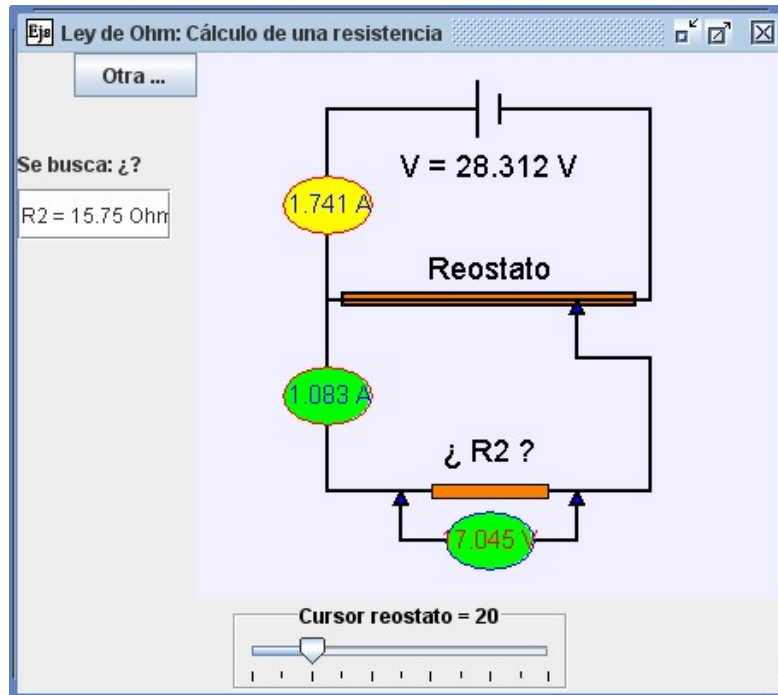 Ejs Ley de Ohm: Cálculo de una resistencia
Otra ...
Se busca: ¿?
R2 = 15.75 Ohm
V = 28.312 V
1.741 A
Reostato
1.083 A
¿ R2 ?
17.045 V
Cursor reostato = 20